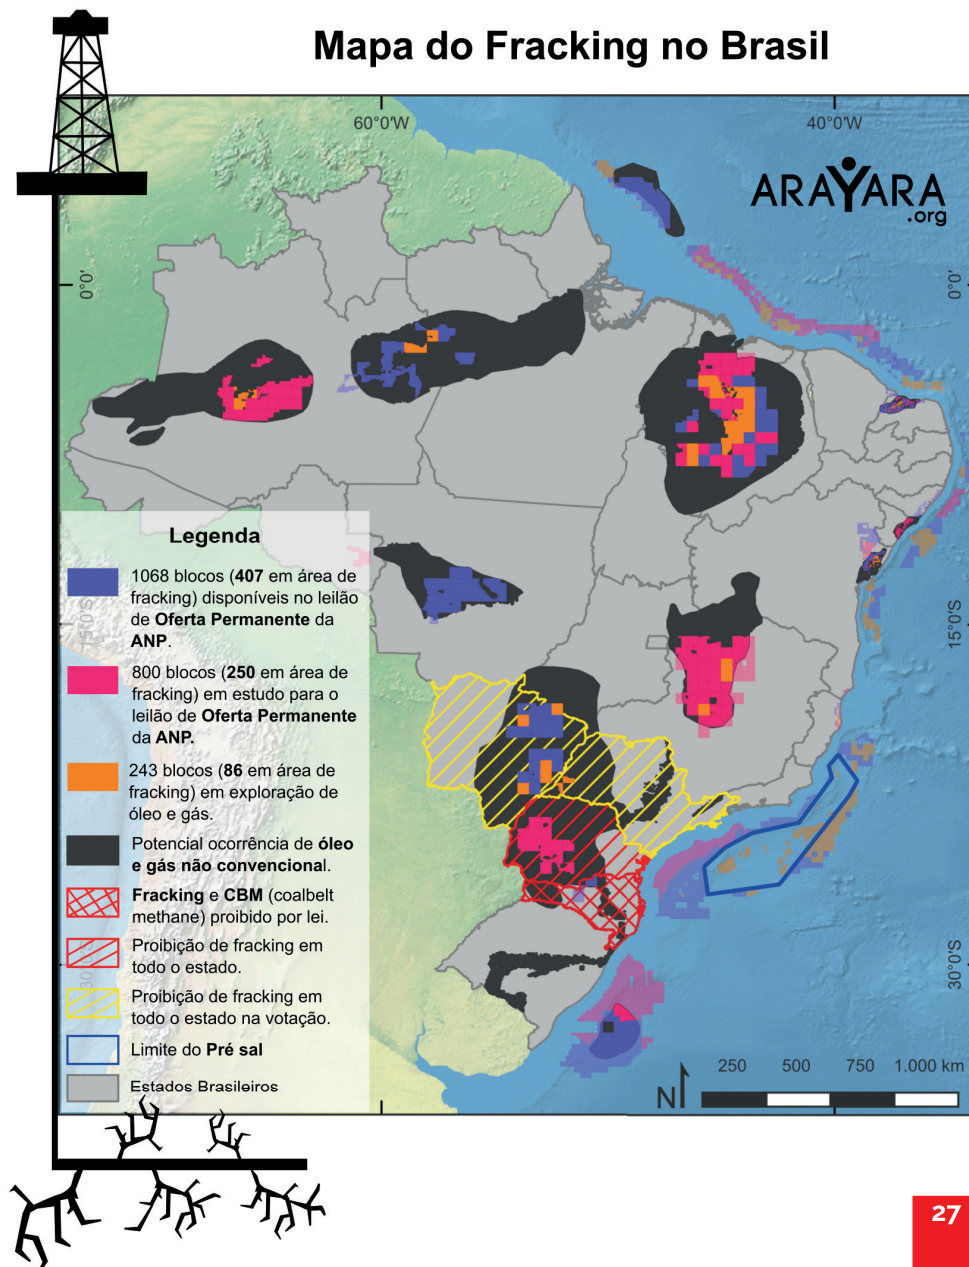 Mapa do Fracking no Brasil
60°0'W
40°0'W
ARAYARA
.org
0°0'
0°0'
Legenda
1068 blocos (407 em área de
fracking) disponíveis no leilão
de Oferta Permanente da
ANP.
800 blocos (250 em área de
fracking) em estudo para o
leilão de Oferta Permanente
da ANP.
243 blocos (86 em área de
fracking) em exploração de
óleo e gás.
Potencial ocorrência de óleo
e gás não convencional.
Fracking e CBM (coalbelt
methane) proibido por lei.
Proibição de fracking em
todo o estado.
Proibição de fracking em
todo o estado na votação.
Limite do Pré sal
Estados Brasileiros
15°0'S
15°0'S
30°0'S
30°0'S
250 500 750 1.000 km
N
27